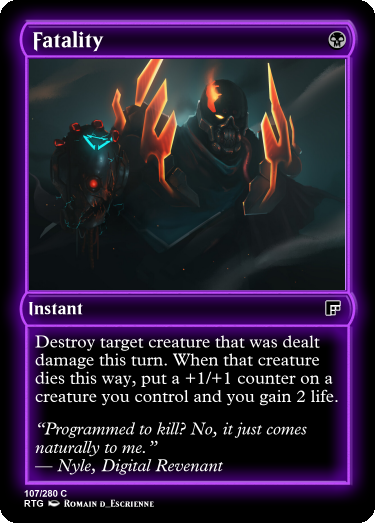 Fatality
Instant
Destroy target creature that was dealt
damage this turn. When that creature
dies this way, put a +1/+1 counter on a
creature you control and you gain 2 life.
“Programmed to kill? No, it just comes
naturally to me.”
— Nyle, Digital Revenant
107/280 C
RTG Romain d_Escrienne